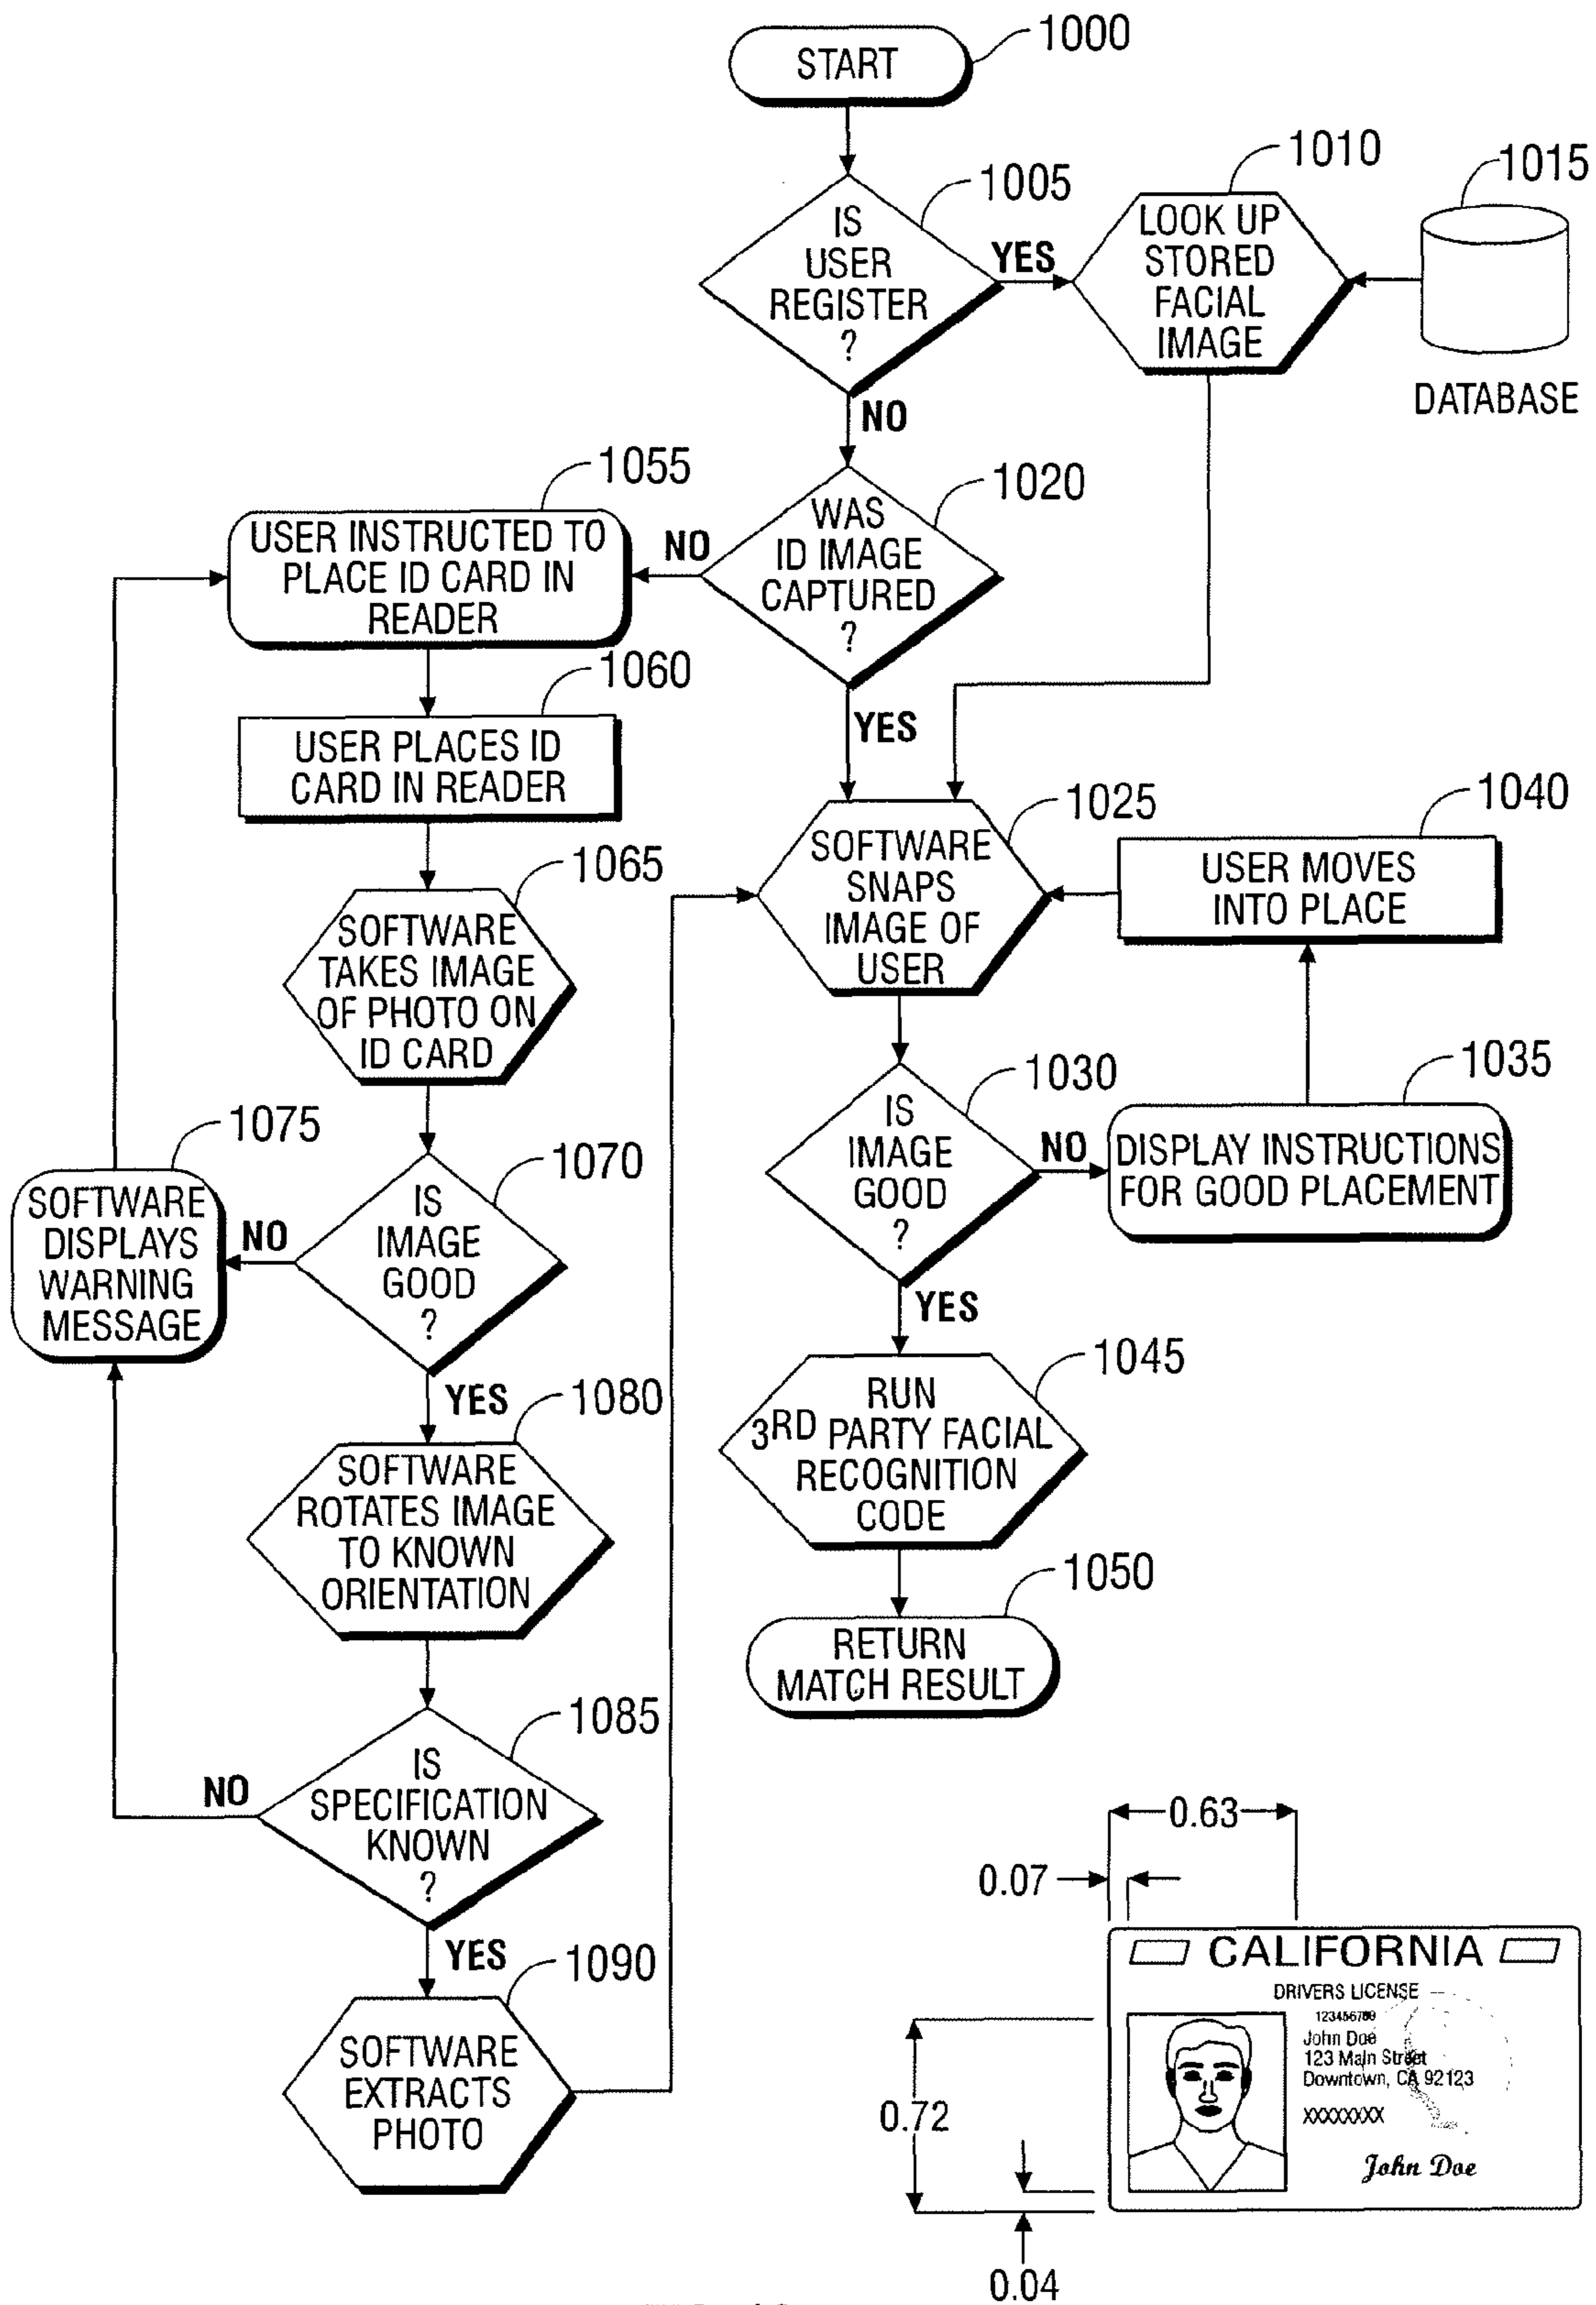 START
1000
IS
USER
REGISTER
?
1005
YES
LOOK UP
STORED
FACIAL
IMAGE
1010
1015
DATABASE
NO
WAS
ID IMAGE
CAPTURED
?
1020
NO
USER INSTRUCTED TO
PLACE ID CARD IN
READER
1055
YES
USER PLACES ID
CARD IN READER
1060
SOFTWARE
SNAPS
IMAGE OF
USER
1025
USER MOVES
INTO PLACE
1040
SOFTWARE
TAKES IMAGE
OF PHOTO ON
ID CARD
1065
IS
IMAGE
GOOD
?
1030
NO
DISPLAY INSTRUCTIONS
FOR GOOD PLACEMENT
1035
YES
IS
IMAGE
GOOD
?
1070
NO
SOFTWARE
DISPLAYS
WARNING
MESSAGE
1075
YES
RUN
3RD PARTY FACIAL
RECOGNITION
CODE
1045
SOFTWARE
ROTATES IMAGE
TO KNOWN
ORIENTATION
1080
RETURN
MATCH RESULT
1050
IS
SPECIFICATION
KNOWN
?
1085
NO
YES
SOFTWARE
EXTRACTS
PHOTO
1090
0.63
0.07
CALIFORNIA
DRIVERS LICENSE
123456789
John Doe
123 Main Street
Downtown, CA 92123
XXXXXXXX
John Doe
0.72
0.04